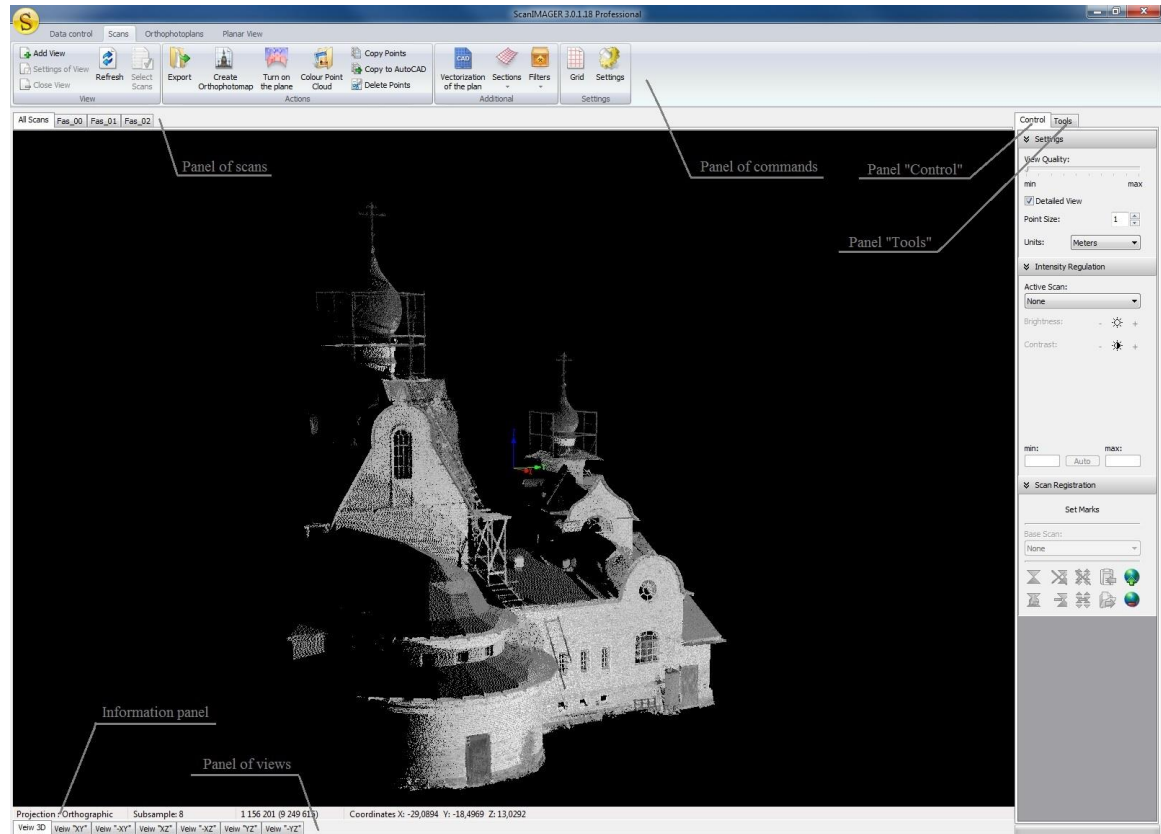 ScanIMAGER 3.0.1.18 Professional
S
Data control Scans Orthophotoplans Planar View
Add View
Settings of View
Close View
Refresh
Select Scans
View
Export
Create Orthophotomap
Turn on the plane
Colour Point Cloud
Copy Points
Copy to AutoCAD
Delete Points
Actions
CAD
Vectorization of the plan
Sections
Filters
Additional
Grid
Settings
Settings
All Scans Fas_00 Fas_01 Fas_02
Control Tools
Panel of scans
Panel of commands
Panel "Control"
Panel "Tools"
Settings
View Quality:
min max
Detailed View
Point Size: 1
Units: Meters
Intensity Regulation
Active Scan:
None
Brightness: - +
Contrast: - +
min: max:
Auto
Scan Registration
Set Marks
Base Scan:
None
Information panel
Panel of views
Projection : Orthographic Subsample: 8 1 156 201 (9 249 615) Coordinates X: -29,0894 Y: -18,4969 Z: 13,0292
Veiw 3D Veiw "XY" Veiw "-XY" Veiw "XZ" Veiw "-XZ" Veiw "YZ" Veiw "-YZ"